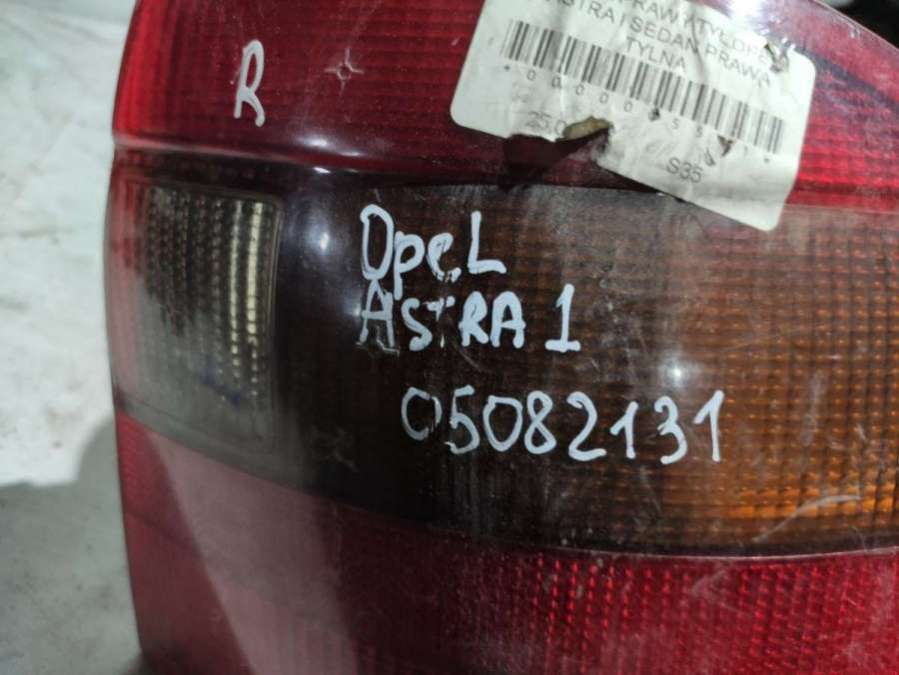 R
ASTRA I SEDAN PRAWA
TYLNA
S35
Opel
ASTRA 1
05082131